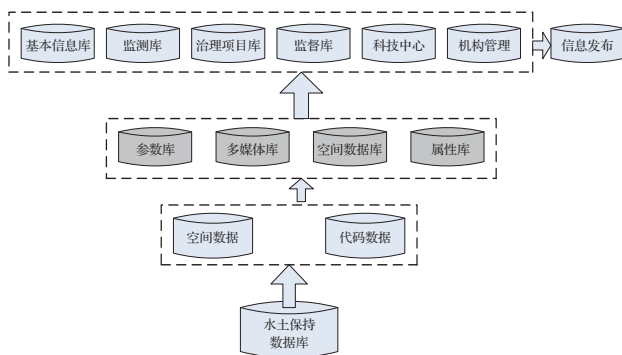 基本信息库
监测库
治理项目库
监督库
科技中心
机构管理
信息发布
参数库
多媒体库
空间数据库
属性库
空间数据
代码数据
水土保持
数据库